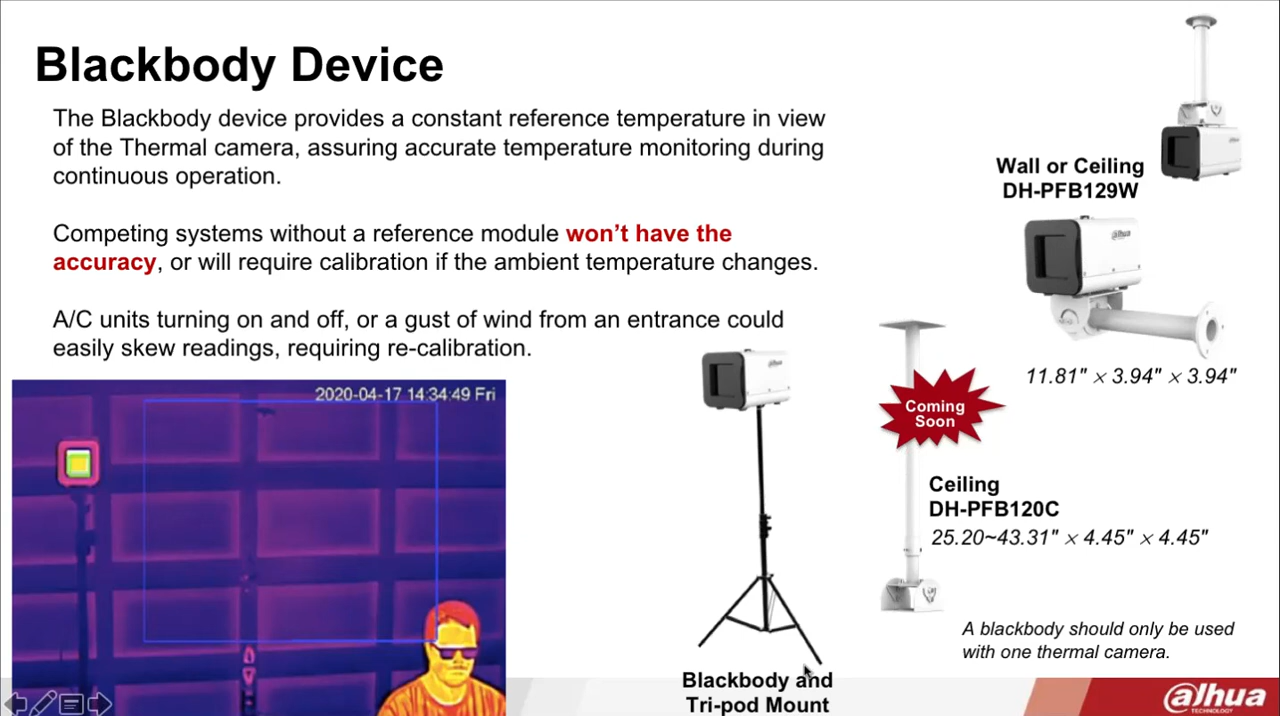 Blackbody Device
The Blackbody device provides a constant reference temperature in view
of the Thermal camera, assuring accurate temperature monitoring during
continuous operation.
Competing systems without a reference module won’t have the
accuracy, or will require calibration if the ambient temperature changes.
A/C units turning on and off, or a gust of wind from an entrance could
easily skew readings, requiring re-calibration.
2020-04-17 14:34:49 Fri
Blackbody and
Tri-pod Mount
Wall or Ceiling
DH-PFB129W
alhua
11.81" × 3.94" × 3.94"
Coming
Soon
Ceiling
DH-PFB120C
25.20~43.31" × 4.45" × 4.45"
A blackbody should only be used
with one thermal camera.
alhua
TECHNOLOGY